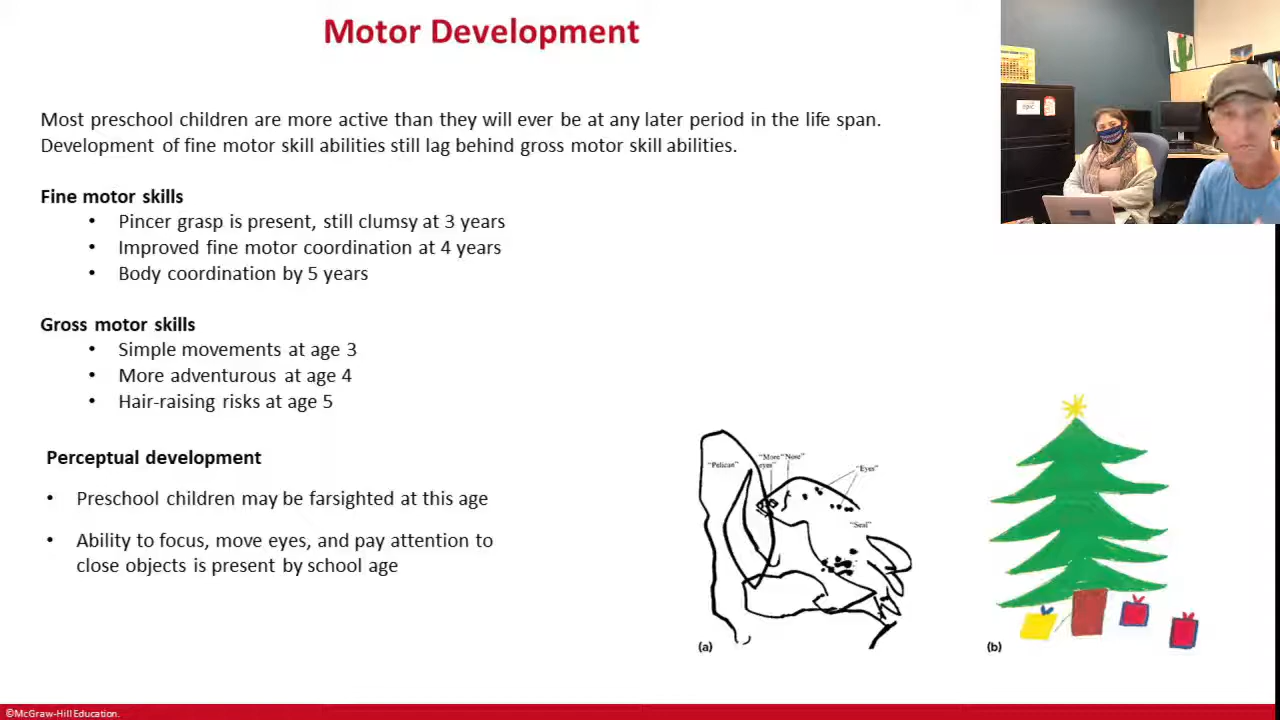 Motor Development
Most preschool children are more active than they will ever be at any later period in the life span.
Development of fine motor skill abilities still lag behind gross motor skill abilities.
Fine motor skills
• Pincer grasp is present, still clumsy at 3 years
• Improved fine motor coordination at 4 years
• Body coordination by 5 years
Gross motor skills
• Simple movements at age 3
• More adventurous at age 4
• Hair-raising risks at age 5
Perceptual development
• Preschool children may be farsighted at this age
• Ability to focus, move eyes, and pay attention to
close objects is present by school age
"Pelican"
"More
eyes"
"Nose"
"Eyes"
"Seal"
(a)
(b)
©McGraw-Hill Education.